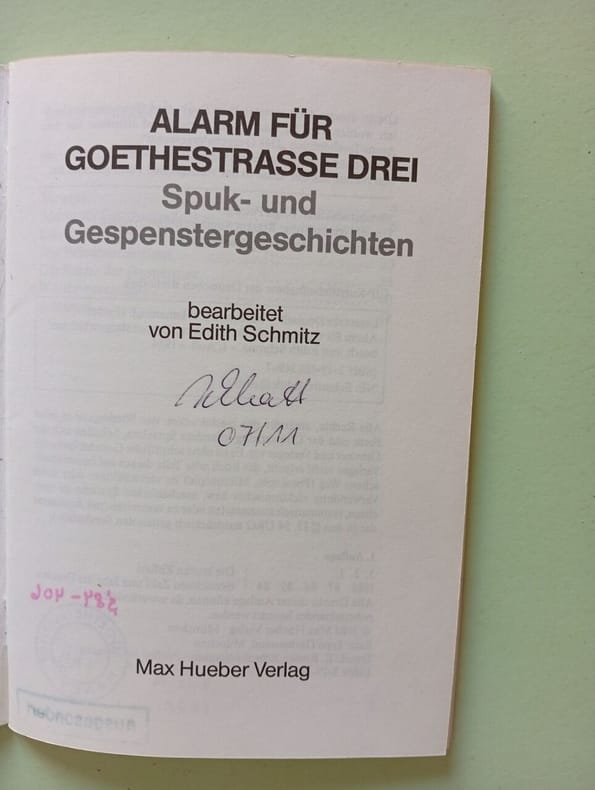 ALARM FÜR
GOETHESTRASSE DREI
Spuk- und
Gespenstergeschichten
bearbeitet
von Edith Schmitz
07/11
Max Hueber Verlag